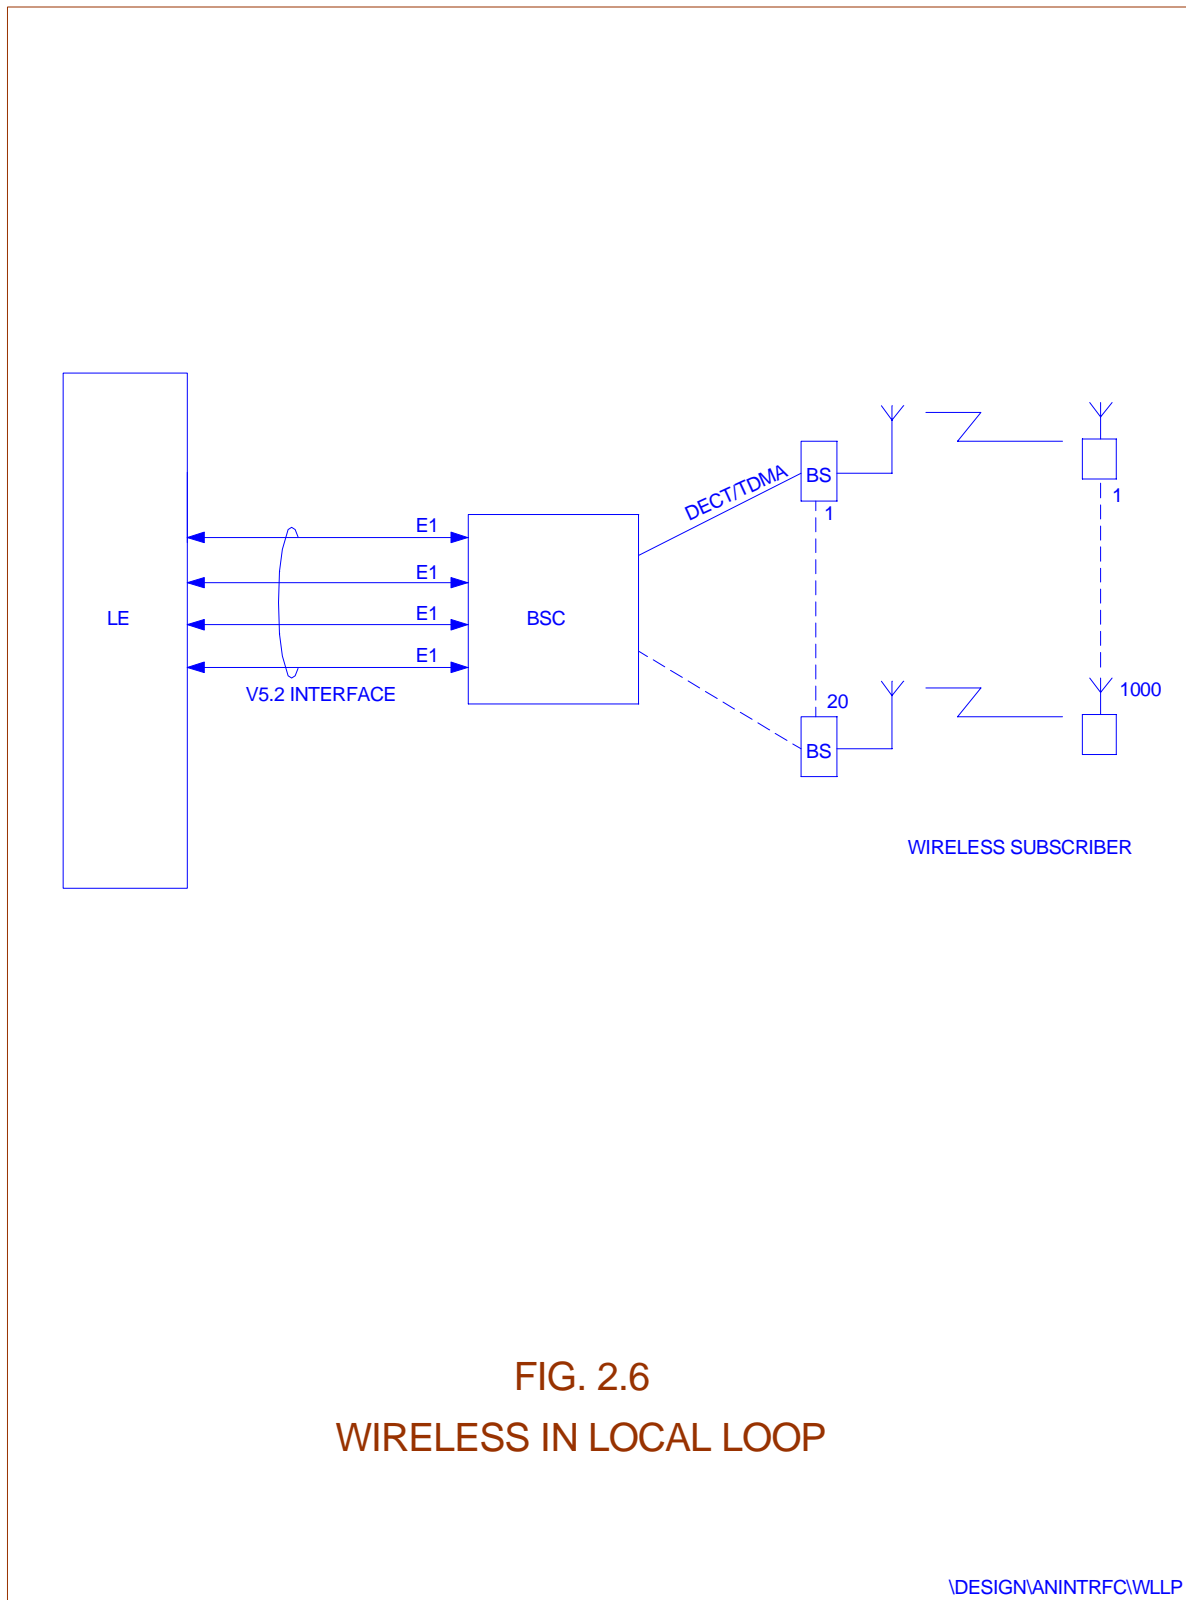 LE
E1
E1
E1
E1
V5.2 INTERFACE
BSC
DECT/TDMA
BS
1
20
BS
1
1000
WIRELESS SUBSCRIBER
FIG. 2.6
WIRELESS IN LOCAL LOOP
\DESIGN\ANINTRFC\WLLP